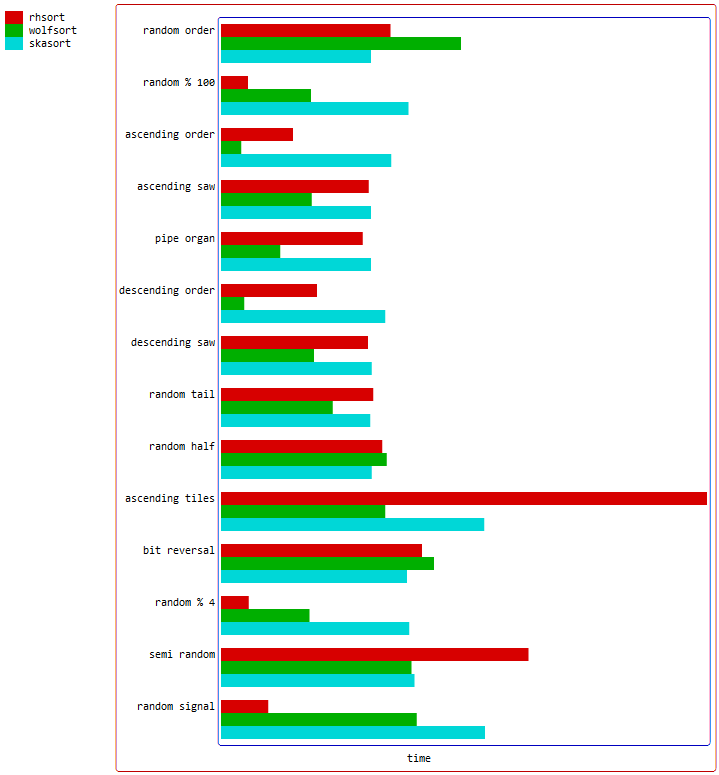 rhsort
wolfsort
skasort
random order
random % 100
ascending order
ascending saw
pipe organ
descending order
descending saw
random tail
random half
ascending tiles
bit reversal
random % 4
semi random
random signal
time